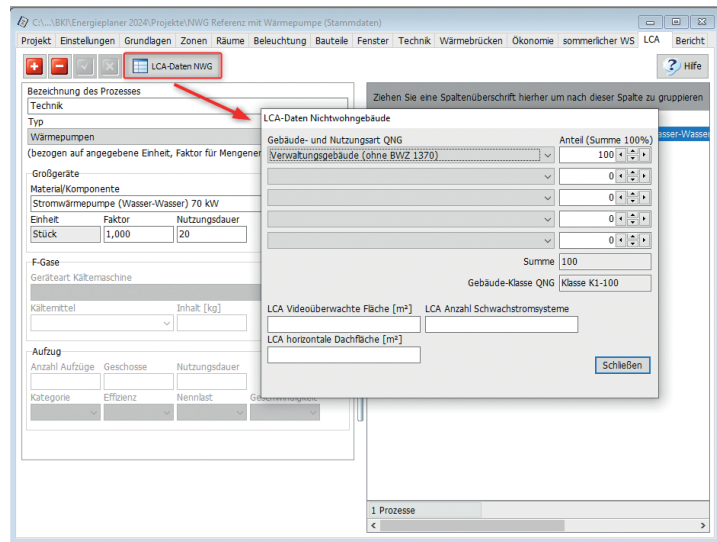 C:\...\BKI\Energieplaner 2024\Projekte\NWG Referenz mit Wärmepumpe (Stammdaten)
Projekt Einstellungen Grundlagen Zonen Räume Beleuchtung Bauteile Fenster Technik Wärmebrücken Ökonomie sommerlicher WS LCA Bericht
LCA-Daten NWG
Hilfe
Bezeichnung des Prozesses
Technik
Typ
Wärmepumpen
(bezogen auf angegebene Einheit, Faktor für Mengener
Großgeräte
Material/Komponente
Stromwärmepumpe (Wasser-Wasser) 70 kW
Einheit Faktor Nutzungsdauer
Stück 1,000 20
F-Gase
Geräteart Kältemaschine
Kältemittel Inhalt [kg]
Aufzug
Anzahl Aufzüge Geschosse Nutzungsdauer
Kategorie Effizienz Nennlast Geschwindigkeit
Ziehen Sie eine Spaltenüberschrift hierher um nach dieser Spalte zu gruppieren
asser-Wasser
LCA-Daten Nichtwohngebäude
Gebäude- und Nutzungsart QNG Anteil (Summe 100%)
Verwaltungsgebäude (ohne BWZ 1370) 100
0
0
0
0
Summe 100
Gebäude-Klasse QNG Klasse K1-100
LCA Videoüberwachte Fläche [m²] LCA Anzahl Schwachstromsysteme
LCA horizontale Dachfläche [m²]
Schließen
1 Prozesse